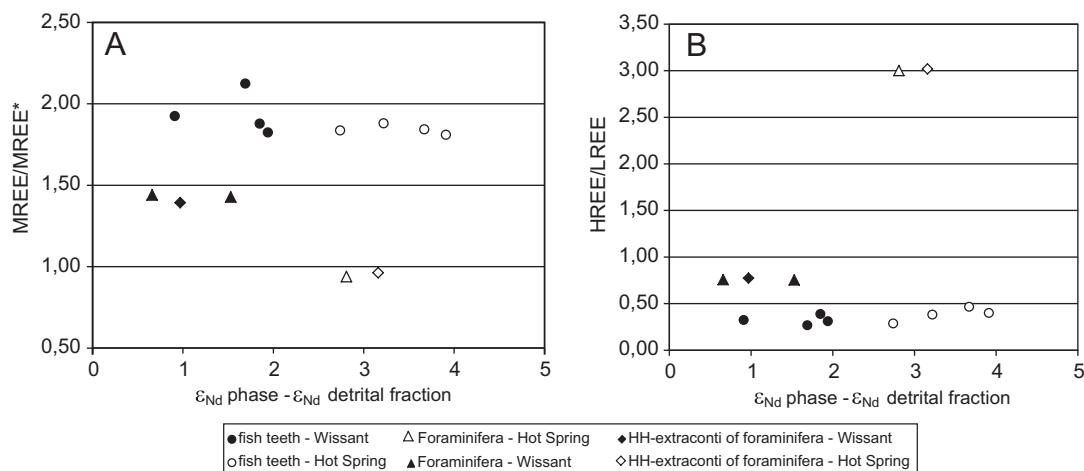 A
2,50
2,00
1,50
1,00
0,50
MREE/MREE*
0 1 2 3 4 5
εNd phase - εNd detrital fraction
B
3,50
3,00
2,50
2,00
1,50
1,00
0,50
0,00
HREE/LREE
0 1 2 3 4 5
εNd phase - εNd detrital fraction
fish teeth - Wissant Foraminifera - Hot Spring HH-extraconti of foraminifera - Wissant
fish teeth - Hot Spring Foraminifera - Wissant HH-extraconti of foraminifera - Hot Spring